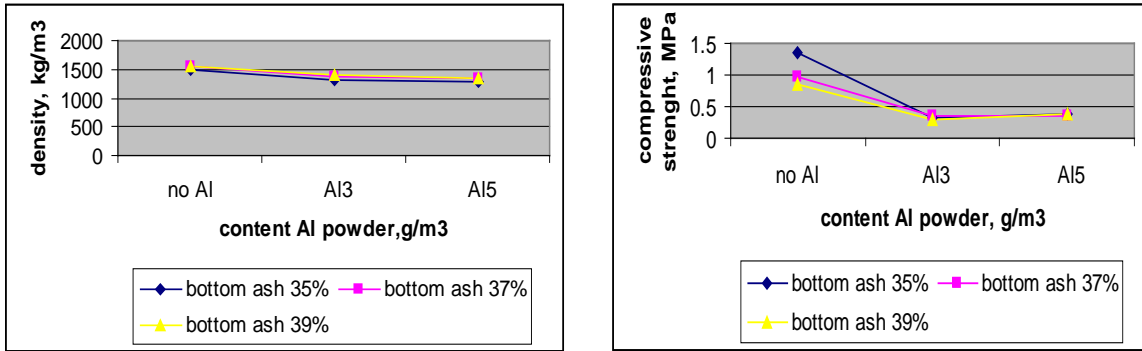 density, kg/m3
2000
1500
1000
500
0
no Al
Al3
Al5
content Al powder,g/m3
bottom ash 35%
bottom ash 37%
bottom ash 39%
compressive
strenght, MPa
1.5
1
0.5
0
no Al
Al3
Al5
content Al powder, g/m3
bottom ash 35%
bottom ash 37%
bottom ash 39%